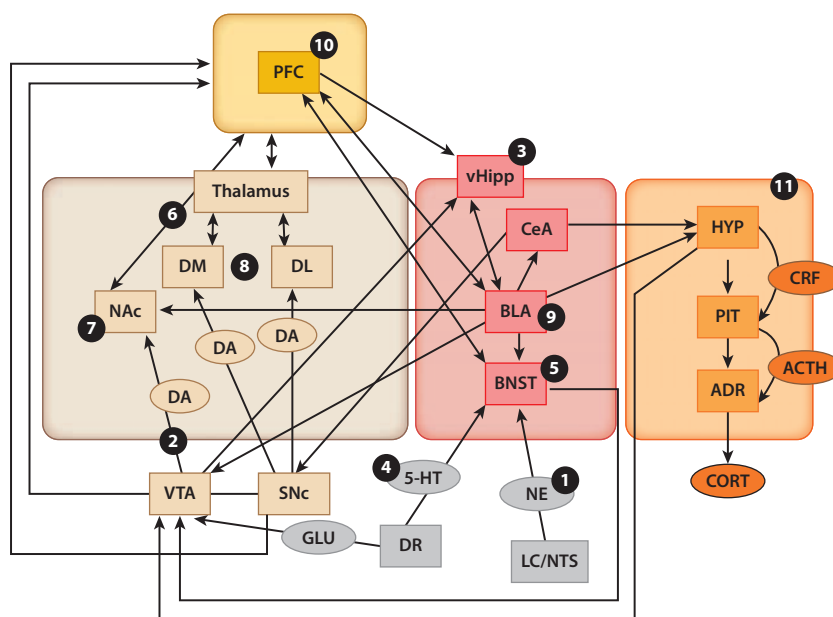 10
PFC
3
vHipp
11
Thalamus
6
CeA
HYP
DM
8
DL
CRF
NAc
7
BLA
9
PIT
DA
DA
5
BNST
ACTH
ADR
DA
2
4
5-HT
1
NE
CORT
VTA
SNc
GLU
DR
LC/NTS